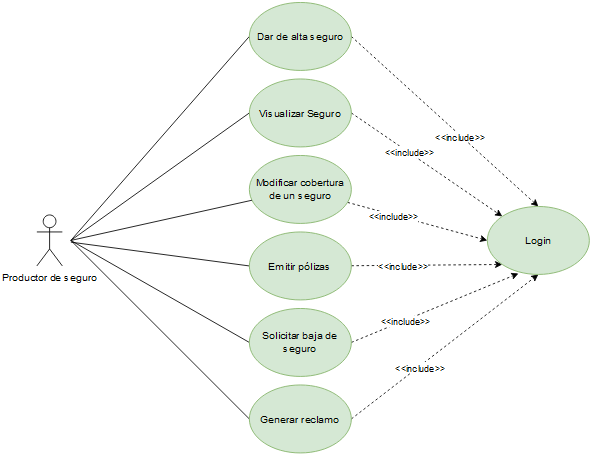 Dar de alta seguro
<<include>>
Visualizar Seguro
<<include>>
Modificar cobertura
de un seguro
<<include>>
Login
Productor de seguro
Emitir pólizas
<<include>>
Solicitar baja de
seguro
<<include>>
Generar reclamo
<<include>>